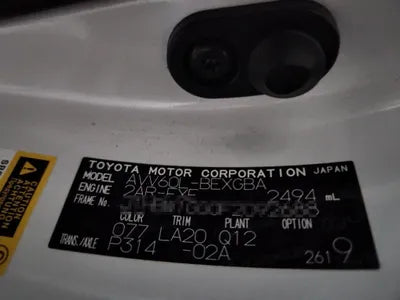 TOYOTA MOTOR CORPORATION JAPAN
MODEL AVV60L-BEXGBA
ENGINE 2AR-FXE 2494 mL
FRAME No.
COLOR TRIM PLANT OPTION
077 LA20 Q12
TRANS./AXLE P314 -02A 2619
CAUTION